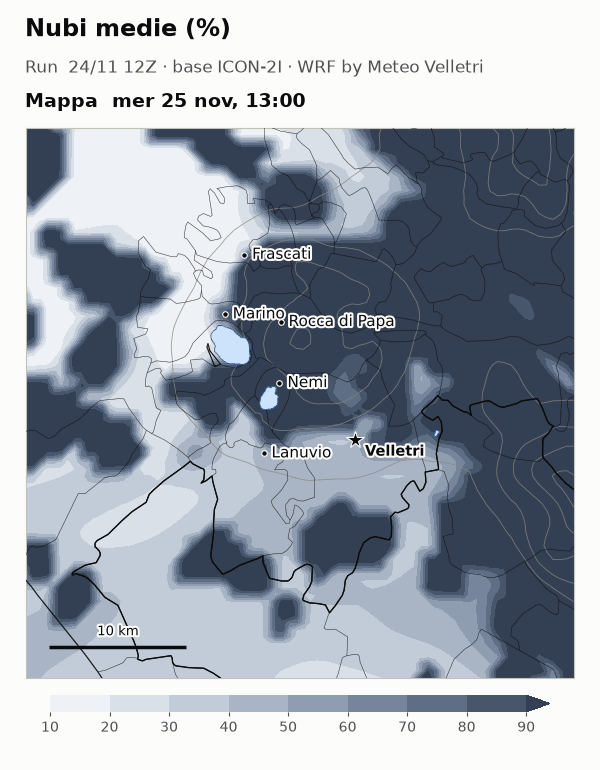 Nubi medie (%)
Run  24/11 12Z · base ICON-2I · WRF by Meteo Velletri
Mappa  mer 25 nov, 13:00
Frascati
Marino
Rocca di Papa
Nemi
Velletri
Lanuvio
10 km
10 20 30 40 50 60 70 80 90